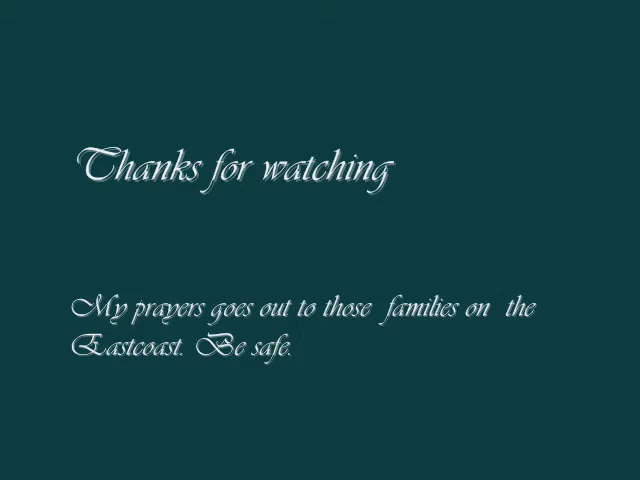 Thanks for watching
My prayers goes out to those families on the
Eastcoast. Be safe.